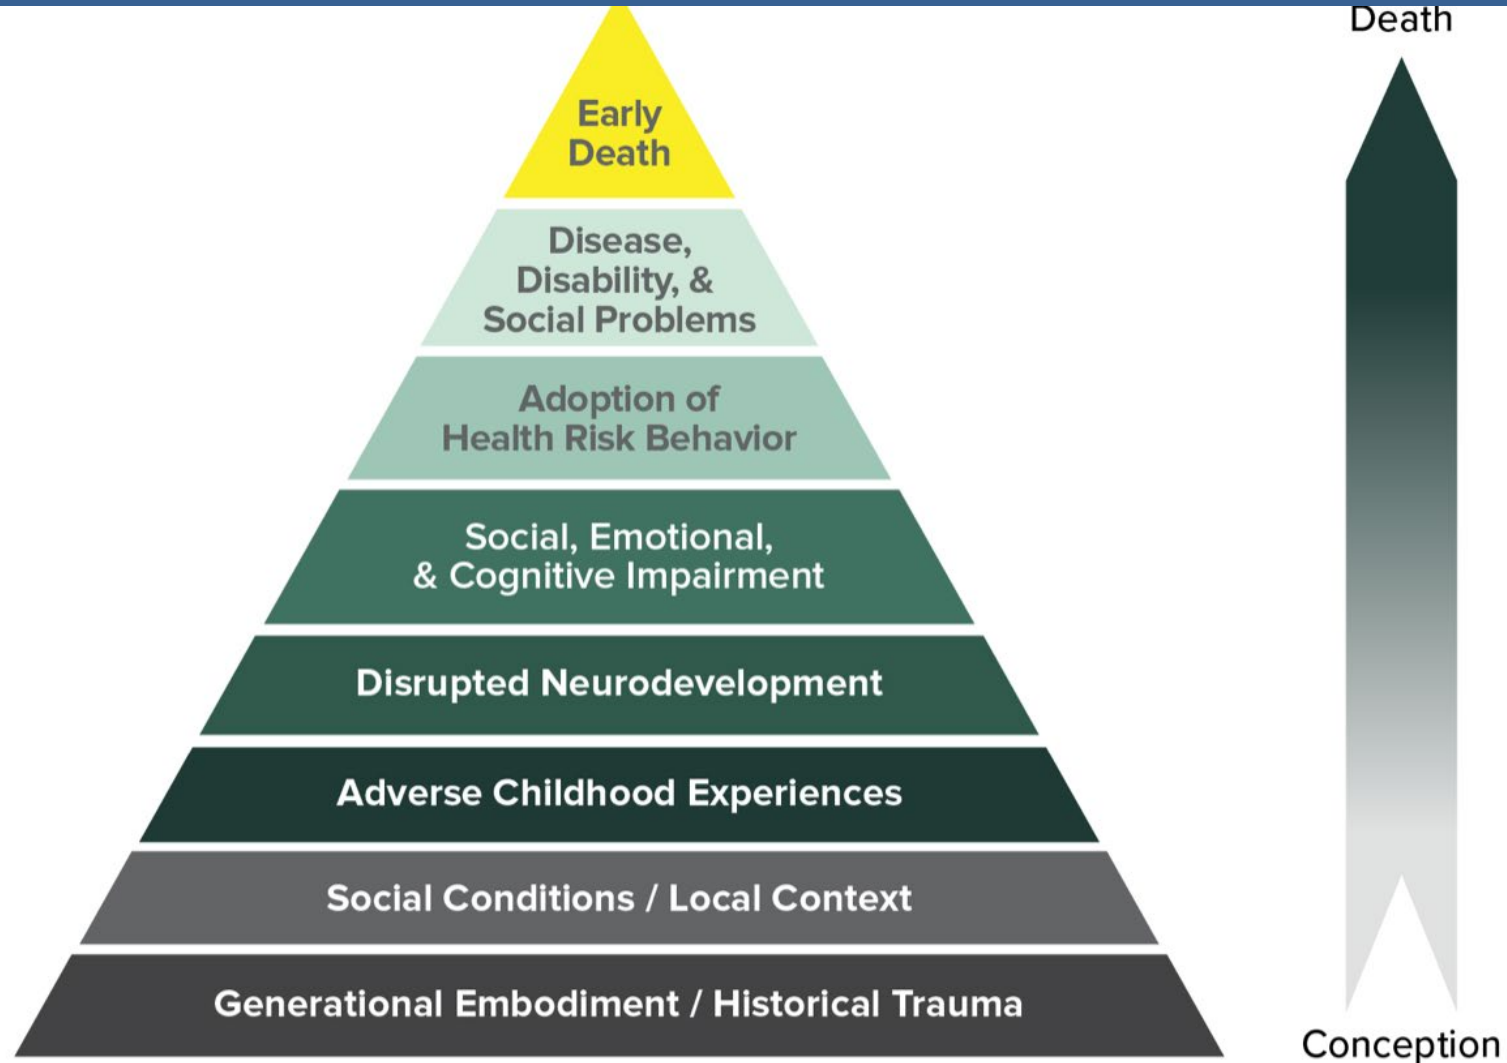 Death
Early
Death
Disease,
Disability, &
Social Problems
Adoption of
Health Risk Behavior
Social, Emotional,
& Cognitive Impairment
Disrupted Neurodevelopment
Adverse Childhood Experiences
Social Conditions / Local Context
Generational Embodiment / Historical Trauma
Conception